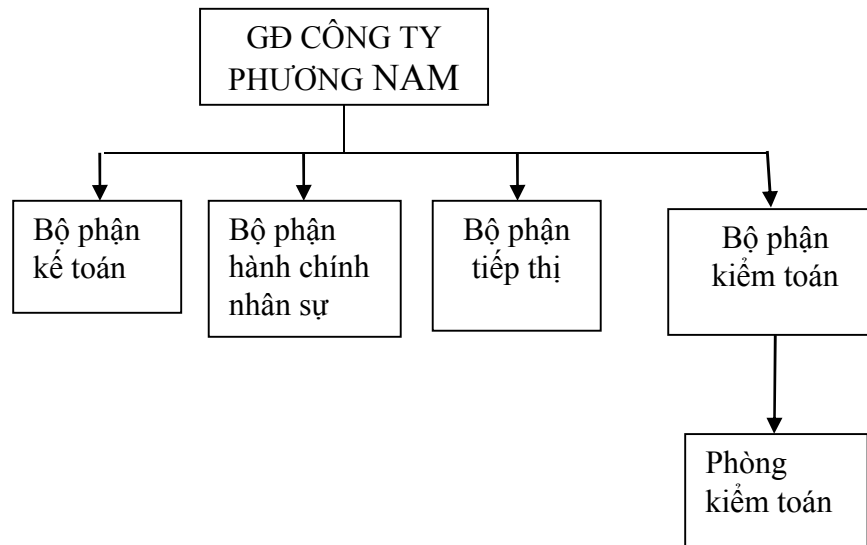 GĐ CÔNG TY
PHƯƠNG NAM
Bộ phận
kế toán
Bộ phận
hành chính
nhân sự
Bộ phận
tiếp thị
Bộ phận
kiểm toán
Phòng
kiểm toán